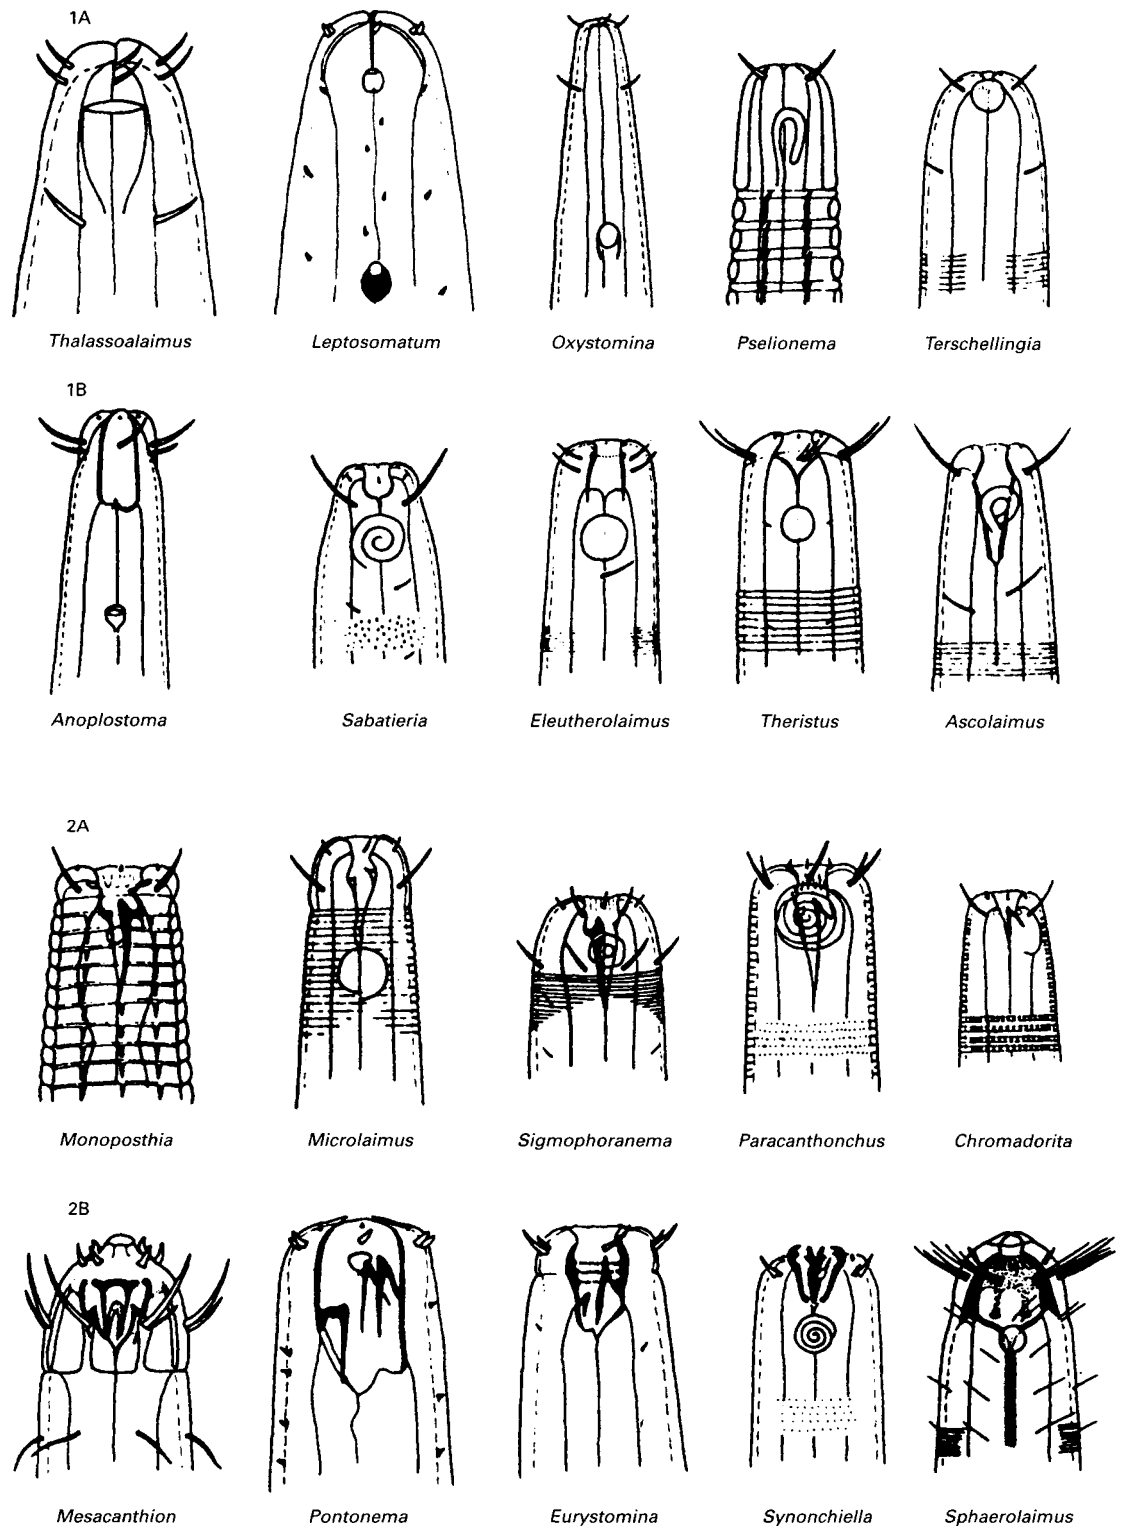 1A
Thalassoalaimus Leptosomatum Oxystomina Pselionema Terschellingia
1B
Anoplostoma Sabatieria Eleutherolaimus Theristus Ascolaimus
2A
Monoposthia Microlaimus Sigmophoranema Paracanthonchus Chromadorita
2B
Mesacanthion Pontonema Eurystomina Synonchiella Sphaerolaimus